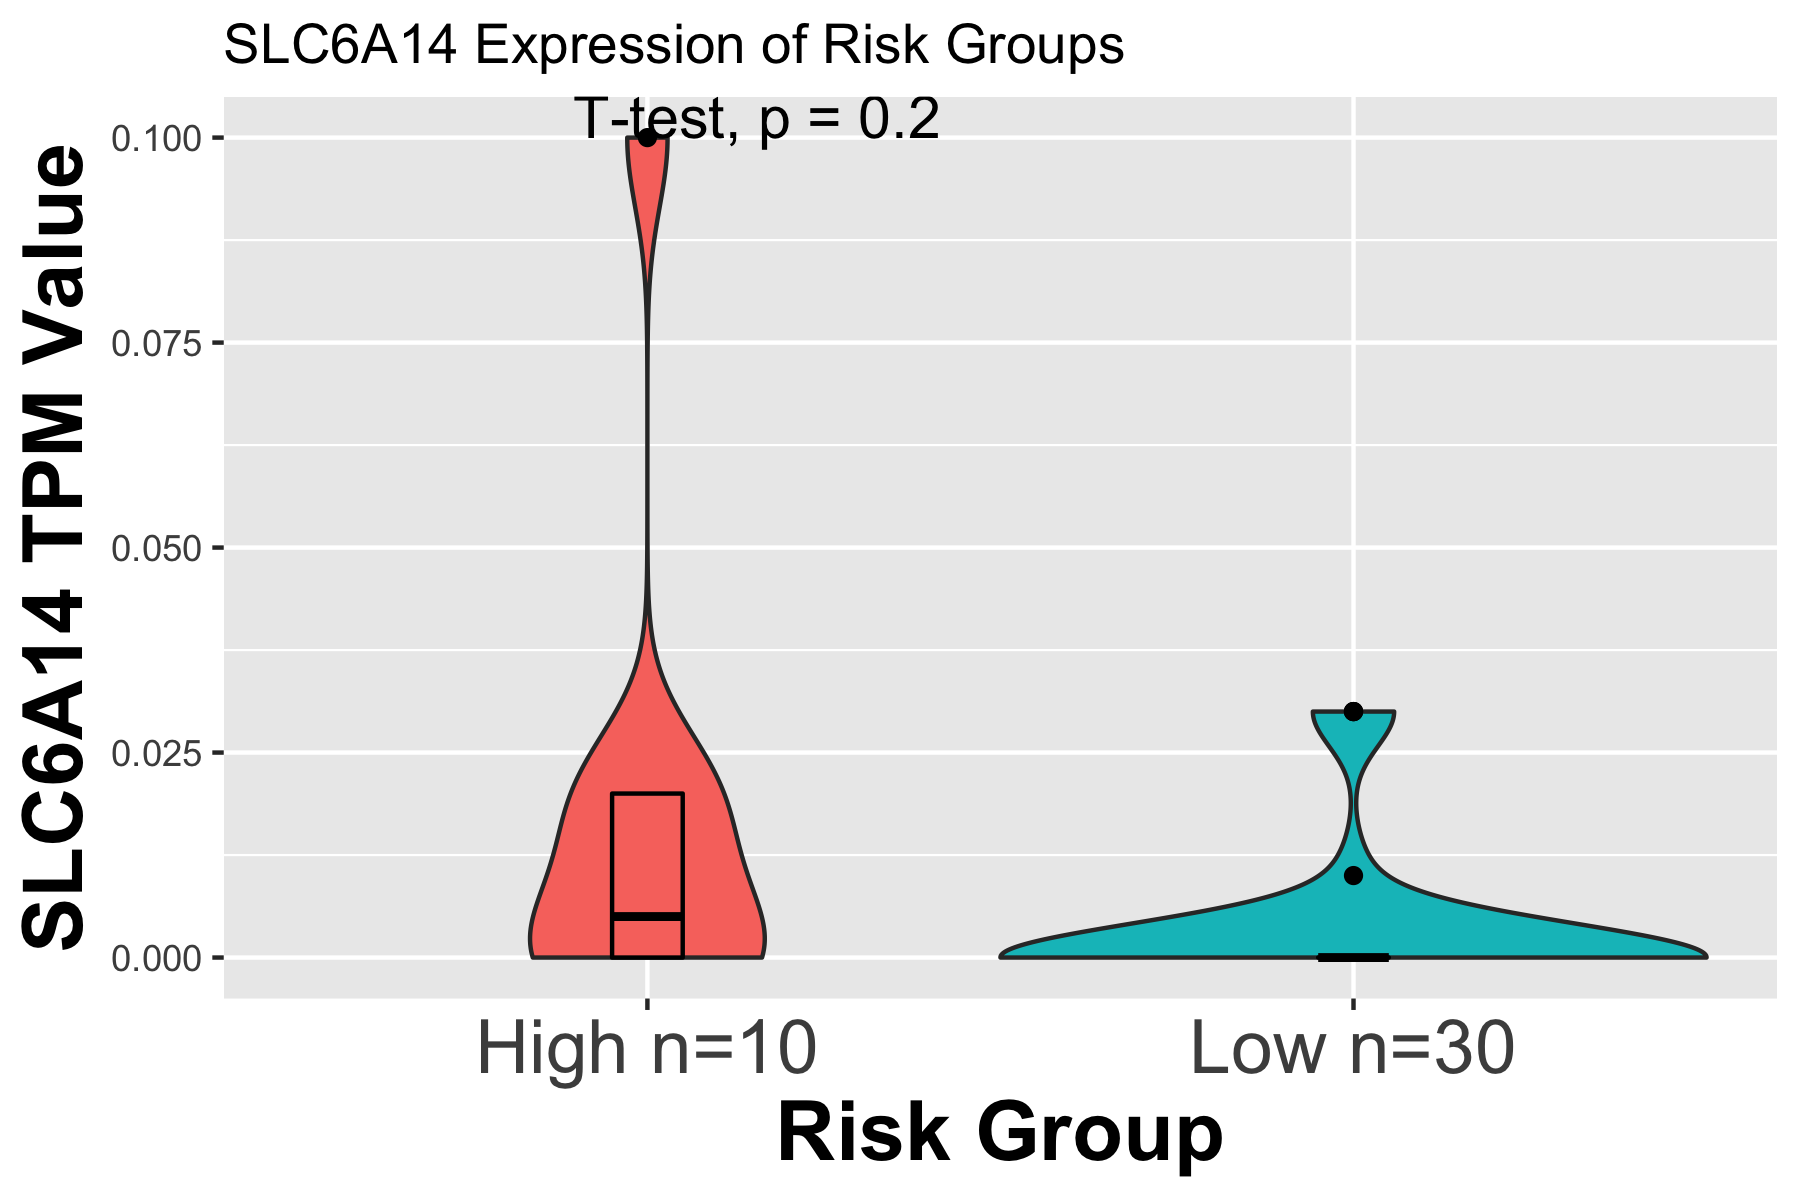 SLC6A14 Expression of Risk Groups
T-test, p = 0.2
SLC6A14 TPM Value
0.100
0.075
0.050
0.025
0.000
High n=10
Low n=30
Risk Group